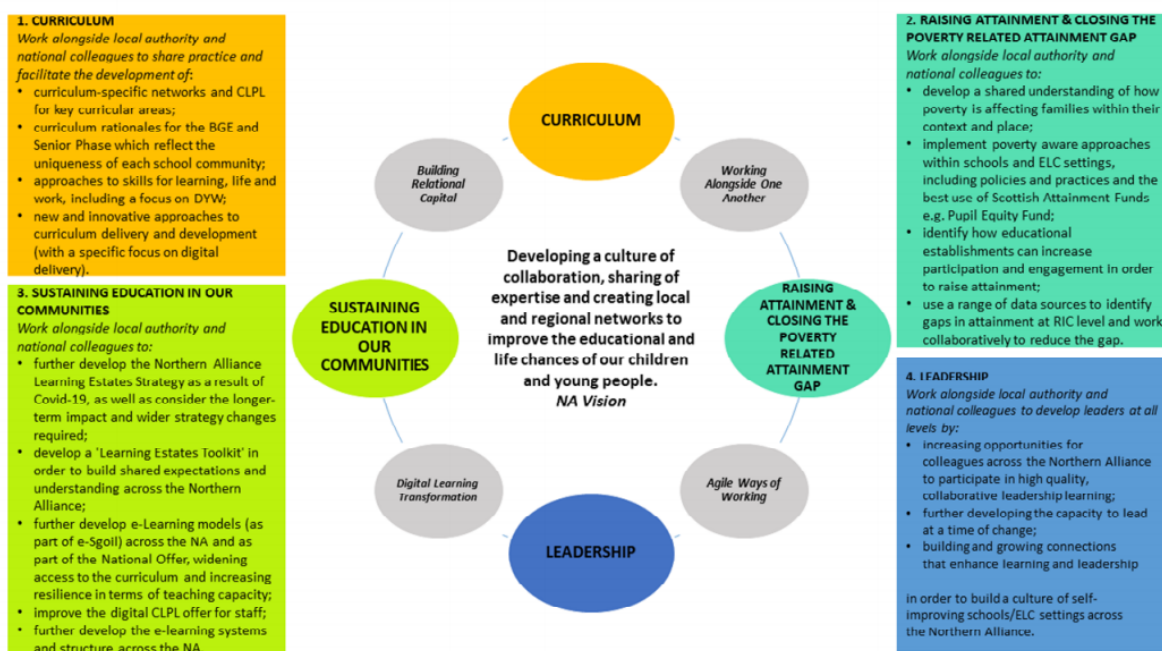 1. CURRICULUM
Work alongside local authority and
national colleagues to share practice and
facilitate the development of:
• curriculum-specific networks and CLPL
for key curricular areas;
• curriculum rationales for the BGE and
Senior Phase which reflect the
uniqueness of each school community;
• approaches to skills for learning, life and
work, including a focus on DYW;
• new and innovative approaches to
curriculum delivery and development
(with a specific focus on digital
delivery).
3. SUSTAINING EDUCATION IN OUR
COMMUNITIES
Work alongside local authority and
national colleagues to:
• further develop the Northern Alliance
Learning Estates Strategy as a result of
Covid-19, as well as consider the longer-
term impact and wider strategy changes
required;
• develop a 'Learning Estates Toolkit' in
order to build shared expectations and
understanding across the Northern
Alliance;
• further develop e-Learning models (as
part of e-Sgoil) across the NA and as
part of the National Offer, widening
access to the curriculum and increasing
resilience in terms of teaching capacity;
• improve the digital CLPL offer for staff;
• further develop the e-learning systems
and structure across the NA
CURRICULUM
Building
Relational
Capital
Working
Alongside One
Another
Developing a culture of
collaboration, sharing of
expertise and creating local
and regional networks to
improve the educational and
life chances of our children
and young people.
NA Vision
SUSTAINING
EDUCATION IN
OUR
COMMUNITIES
RAISING
ATTAINMENT &
CLOSING THE
POVERTY
RELATED
ATTAINMENT
GAP
Digital Learning
Transformation
Agile Ways of
Working
LEADERSHIP
2. RAISING ATTAINMENT & CLOSING THE
POVERTY RELATED ATTAINMENT GAP
Work alongside local authority and
national colleagues to:
• develop a shared understanding of how
poverty is affecting families within their
context and place;
• implement poverty aware approaches
within schools and ELC settings,
including policies and practices and the
best use of Scottish Attainment Funds
e.g. Pupil Equity Fund;
• identify how educational
establishments can increase
participation and engagement in order
to raise attainment;
• use a range of data sources to identify
gaps in attainment at RIC level and work
collaboratively to reduce the gap.
4. LEADERSHIP
Work alongside local authority and
national colleagues to develop leaders at all
levels by:
• increasing opportunities for
colleagues across the Northern Alliance
to participate in high quality,
collaborative leadership learning;
• further developing the capacity to lead
at a time of change;
• building and growing connections
that enhance learning and leadership
in order to build a culture of self-
improving schools/ELC settings across
the Northern Alliance.